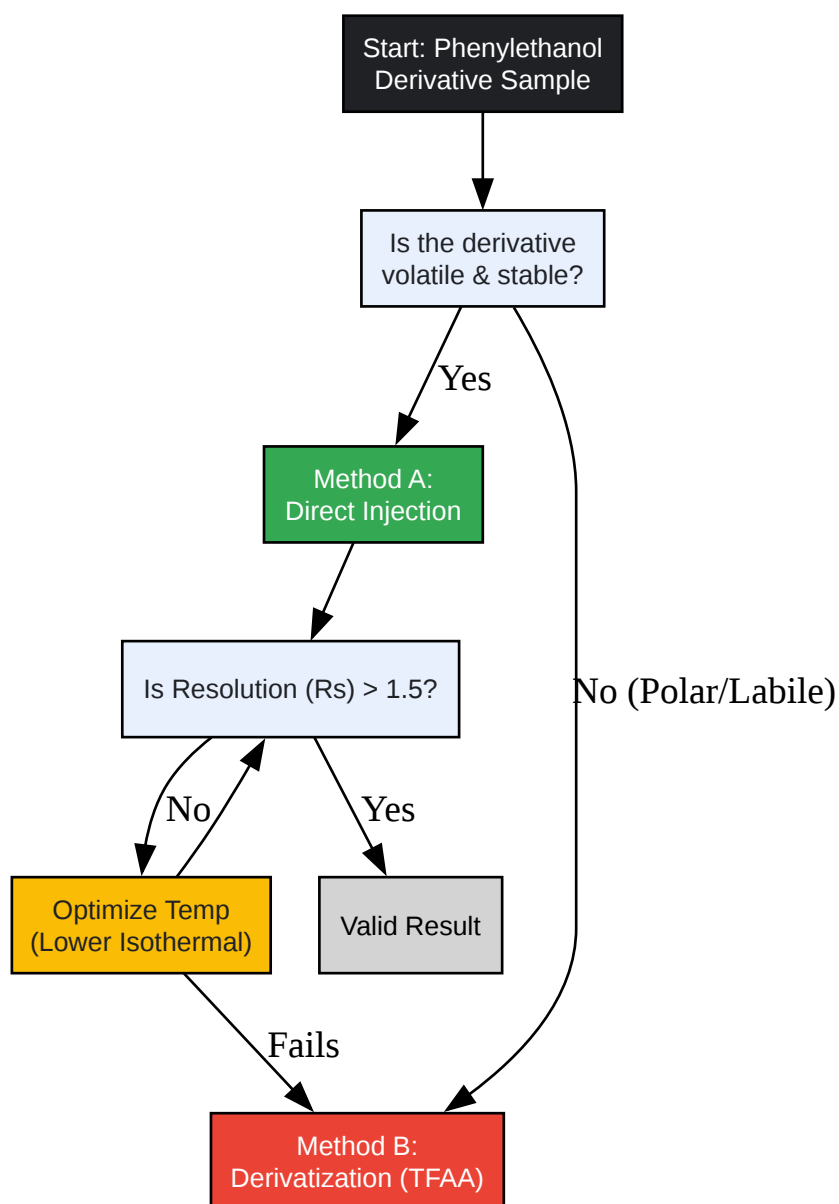 Start: Phenylethanol
Derivative Sample
Is the derivative
volatile & stable?
Yes
Method A:
Direct Injection
Is Resolution (Rs) > 1.5?
No (Polar/Labile)
No
Yes
Optimize Temp
(Lower Isothermal)
Valid Result
Fails
Method B:
Derivatization (TFAA)